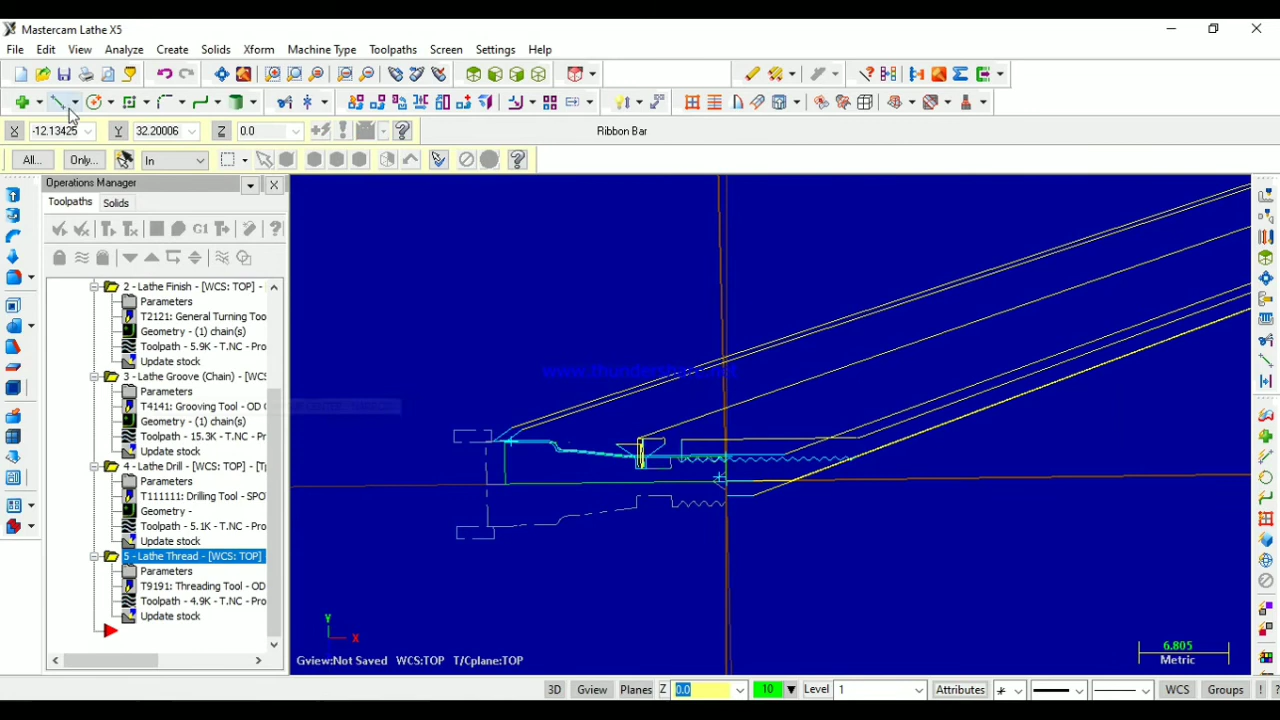 Mastercam Lathe X5
File Edit View Analyze Create Solids Xform Machine Type Toolpaths Screen Settings Help
X -12.13425 Y 32.20006 Z 0.0 Ribbon Bar
All... Only... In
Operations Manager
Toolpaths Solids
G1
2 - Lathe Finish - [WCS: TOP] -
Parameters
T2121: General Turning Too
Geometry - (1) chain(s)
Toolpath - 5.9K - T.NC - Pro
Update stock
3 - Lathe Groove (Chain) - [WCS
Parameters
T4141: Grooving Tool - OD
Geometry - (1) chain(s)
Toolpath - 15.3K - T.NC - Pro
Update stock
4 - Lathe Drill - [WCS: TOP] - [T
Parameters
T111111: Drilling Tool - SPO
Geometry -
Toolpath - 5.1K - T.NC - Pro
Update stock
5 - Lathe Thread - [WCS: TOP]
Parameters
T9191: Threading Tool - OD
Toolpath - 4.9K - T.NC - Pro
Update stock
Y
X
Gview:Not Saved WCS:TOP T/Cplane:TOP
6.805
Metric
3D Gview Planes Z 0.0 10 Level 1 Attributes WCS Groups ! ?